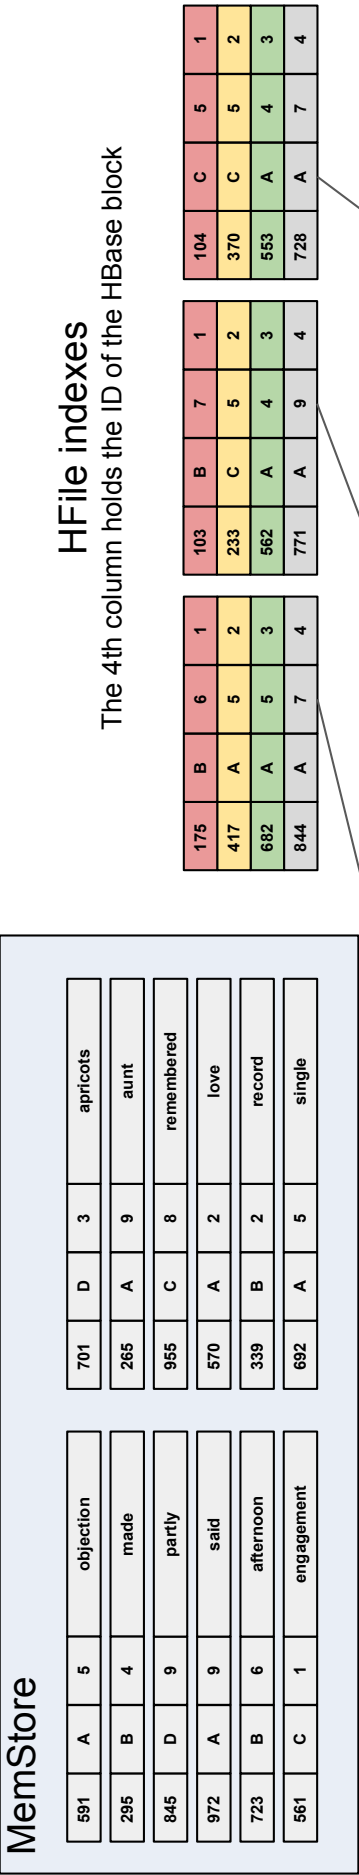 MemStore
591 A 5 objection
295 B 4 made
845 D 9 partly
972 A 9 said
723 B 6 afternoon
561 C 1 engagement
701 D 3 apricots
265 A 9 aunt
955 C 8 remembered
570 A 2 love
339 B 2 record
692 A 5 single
HFile indexes
The 4th column holds the ID of the HBase block
175 B 6 1
417 A 5 2
682 A 5 3
844 A 7 4
103 B 7 1
233 C 5 2
562 A 4 3
771 A 9 4
104 C 5 1
370 C 5 2
553 A 4 3
728 A 7 4